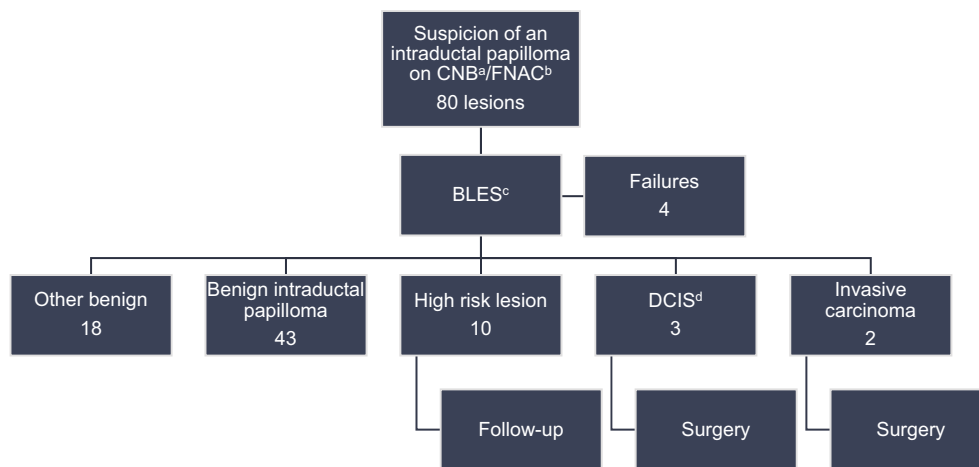 Suspicion of an
intraductal papilloma
on CNBᵃ/FNACᵇ
80 lesions
BLESᶜ
Failures
4
Other benign
18
Benign intraductal
papilloma
43
High risk lesion
10
DCISᵈ
3
Invasive
carcinoma
2
Follow-up
Surgery
Surgery